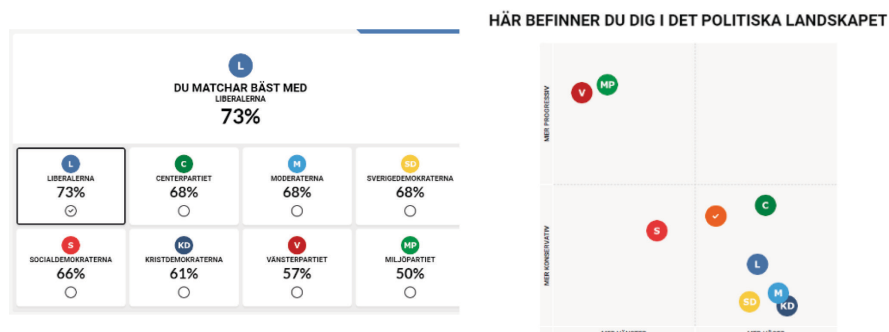 HÄR BEFINNER DU DIG I DET POLITISKA LANDSKAPET
L
DU MATCHAR BÄST MED
LIBERALERNA
73%
L
LIBERALERNA
73%
C
CENTERPARTIET
68%
M
MODERATERNA
68%
SD
SVERIGEDEMOKRATERNA
68%
S
SOCIALDEMOKRATERNA
66%
KD
KRISTDEMOKRATERNA
61%
V
VÄNSTERPARTIET
57%
MP
MILJÖPARTIET
50%
MER PROGRESSIV
MER KONSERVATIV
V
MP
C
S
L
M
SD
KD